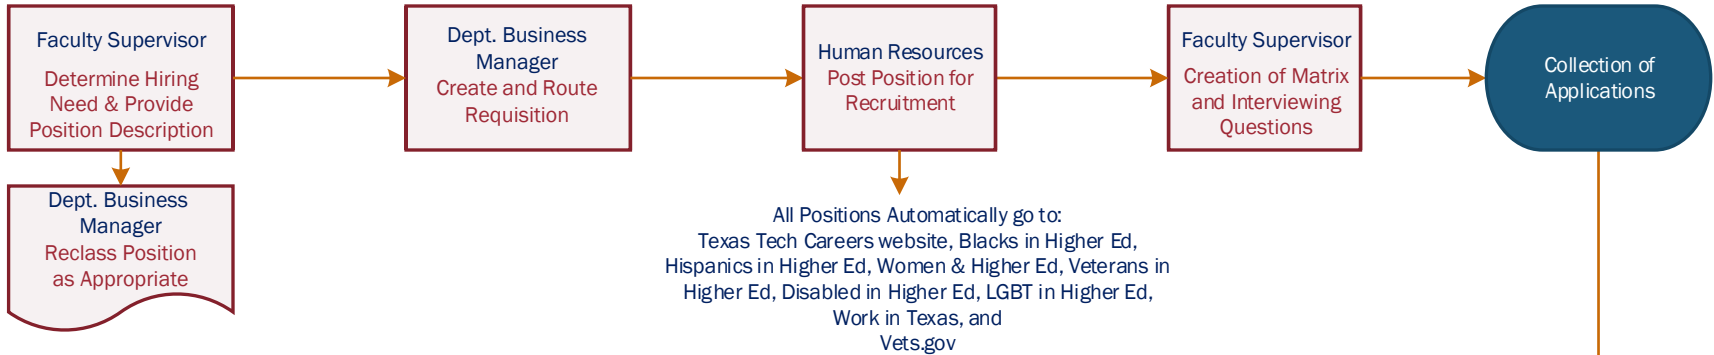 Faculty Supervisor
Determine Hiring
Need & Provide
Position Description
Dept. Business
Manager
Reclass Position
as Appropriate
Dept. Business
Manager
Create and Route
Requisition
Human Resources
Post Position for
Recruitment
All Positions Automatically go to:
Texas Tech Careers website, Blacks in Higher Ed,
Hispanics in Higher Ed, Women & Higher Ed, Veterans in
Higher Ed, Disabled in Higher Ed, LGBT in Higher Ed,
Work in Texas, and
Vets.gov
Faculty Supervisor
Creation of Matrix
and Interviewing
Questions
Collection of
Applications